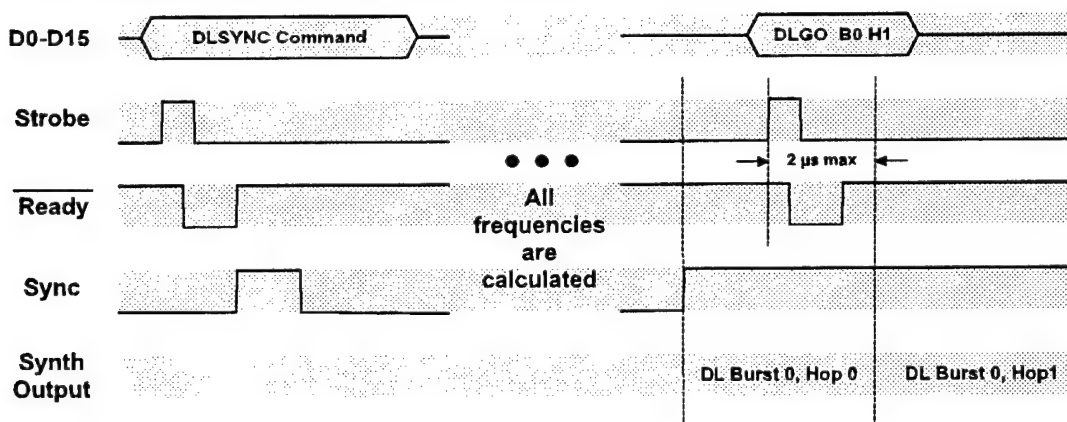 D0-D15
DLSYNC Command
DLGO B0 H1
Strobe
2 µs max
Ready
All
frequencies
are
calculated
Sync
Synth
Output
DL Burst 0, Hop 0
DL Burst 0, Hop1